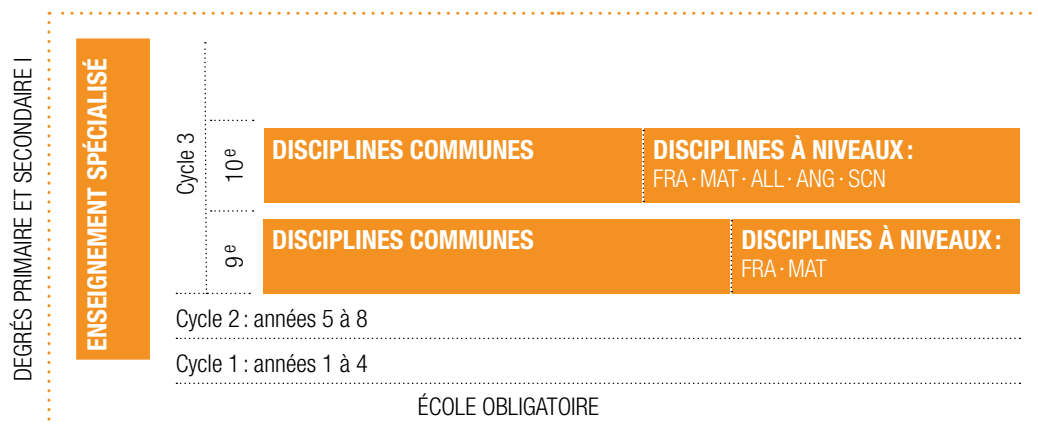 DEGRÉS PRIMAIRE ET SECONDAIRE I
ENSEIGNEMENT SPÉCIALISÉ
Cycle 3
10e
DISCIPLINES COMMUNES
DISCIPLINES À NIVEAUX :
FRA · MAT · ALL · ANG · SCN
9e
DISCIPLINES COMMUNES
DISCIPLINES À NIVEAUX :
FRA · MAT
Cycle 2 : années 5 à 8
Cycle 1 : années 1 à 4
ÉCOLE OBLIGATOIRE